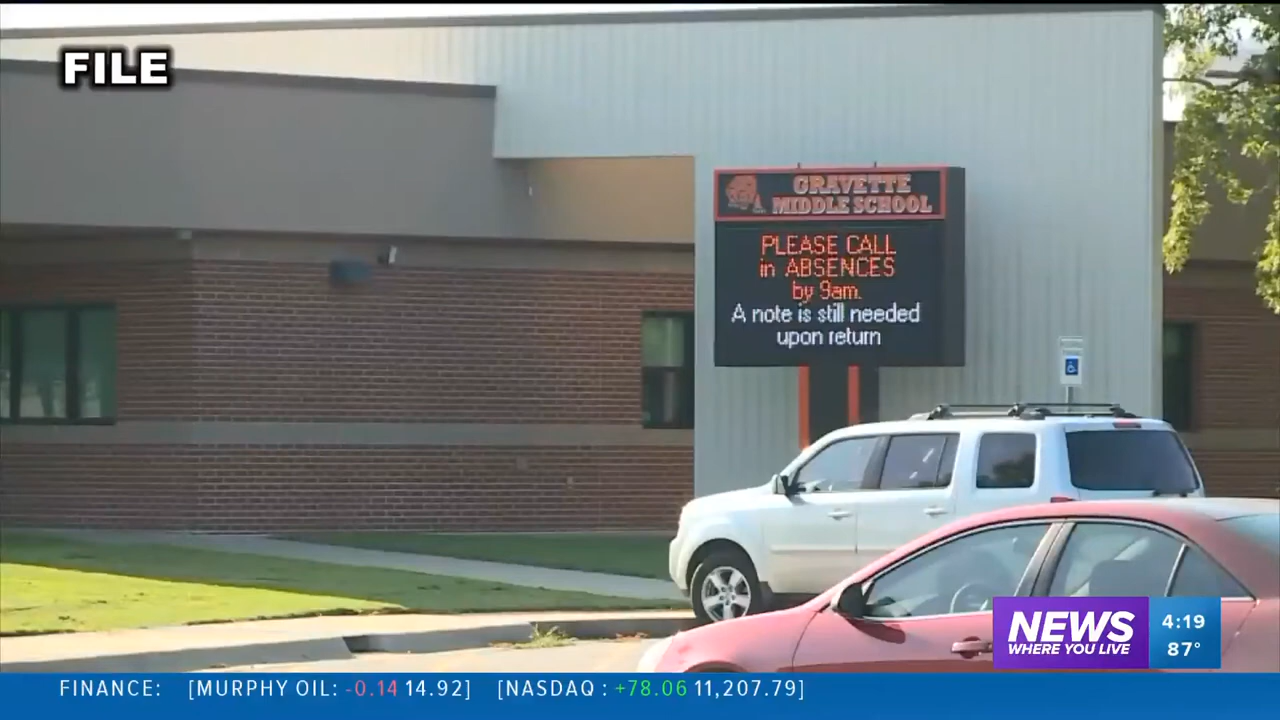 FILE
GRAVETTE
MIDDLE SCHOOL
PLEASE CALL
in ABSENCES
by 9am.
A note is still needed
upon return
NEWS
WHERE YOU LIVE
4:19
87°
FINANCE: [MURPHY OIL: -0.14 14.92] [NASDAQ : +78.06 11,207.79]